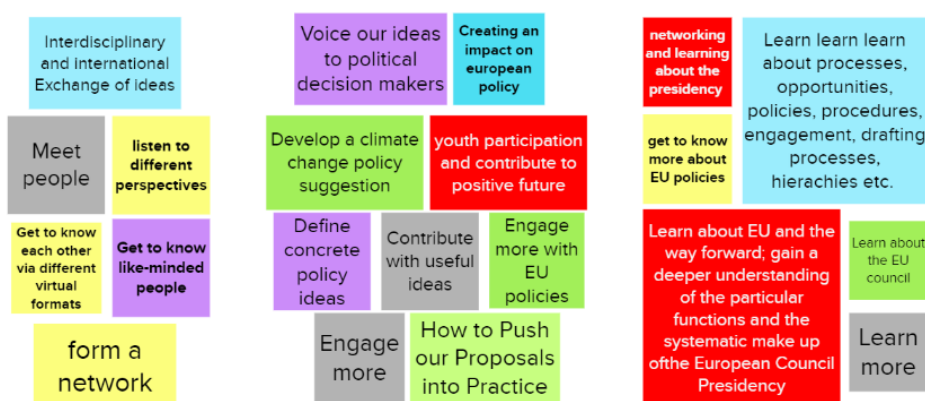 Interdisciplinary
and international
Exchange of ideas
Meet
people
listen to
different
perspectives
Get to know
each other
via different
virtual
formats
Get to know
like-minded
people
form a
network
Voice our ideas
to political
decision makers
Creating an
impact on
european
policy
Develop a climate
change policy
suggestion
youth participation
and contribute to
positive future
Define
concrete
policy
ideas
Contribute
with useful
ideas
Engage
more with
EU
policies
Engage
more
How to Push
our Proposals
into Practice
networking
and learning
about the
presidency
Learn learn learn
about processes,
opportunities,
policies, procedures,
engagement, drafting
processes,
hierachies etc.
get to know
more about
EU policies
Learn about EU and the
way forward; gain a
deeper understanding
of the particular
functions and the
systematic make up
ofthe European Council
Presidency
Learn about
the EU
council
Learn
more